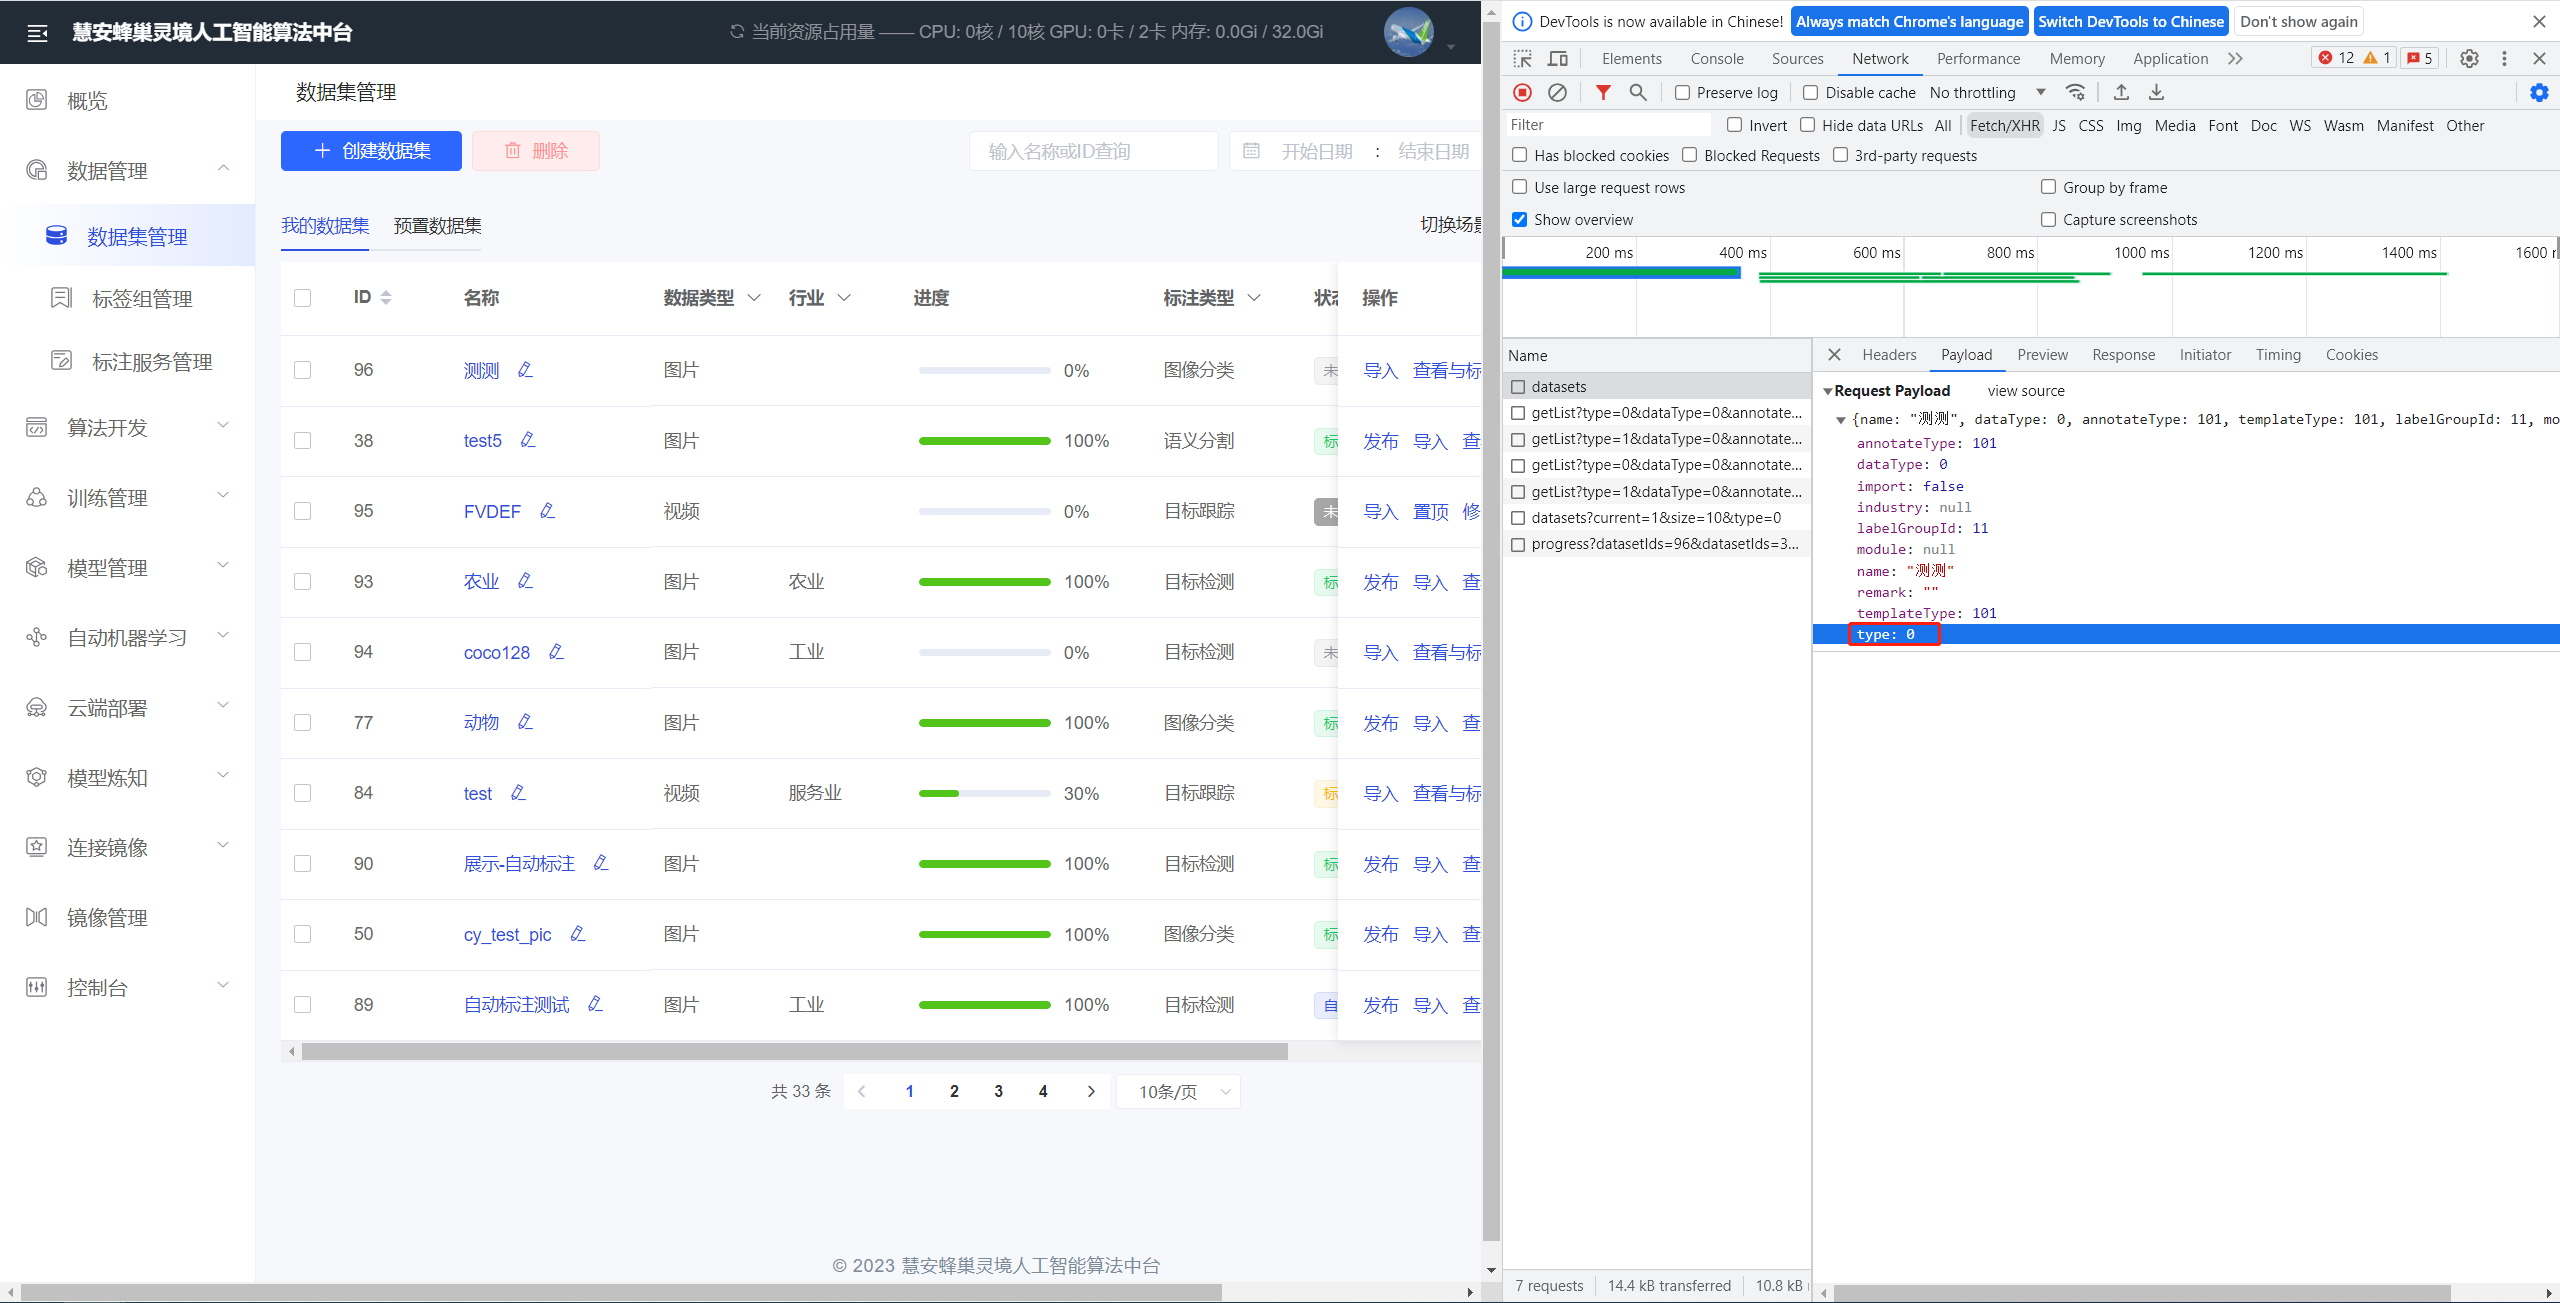 慧安蜂巢灵境人工智能算法中台
当前资源占用量 —— CPU: 0核 / 10核 GPU: 0卡 / 2卡 内存: 0.0Gi / 32.0Gi
概览
数据管理
数据集管理
标签组管理
标注服务管理
算法开发
训练管理
模型管理
自动机器学习
云端部署
模型炼知
连接镜像
镜像管理
控制台
数据集管理
创建数据集 删除 输入名称或ID查询 开始日期 : 结束日期
我的数据集 预置数据集 切换场景
ID 名称 数据类型 行业 进度 标注类型 状态 操作
96 测测 图片 0% 图像分类 未 导入 查看与标
38 test5 图片 100% 语义分割 标 发布 导入 查
95 FVDEF 视频 0% 目标跟踪 未 导入 置顶 修
93 农业 图片 农业 100% 目标检测 标 发布 导入 查
94 coco128 图片 工业 0% 目标检测 未 导入 查看与标
77 动物 图片 100% 图像分类 标 发布 导入 查
84 test 视频 服务业 30% 目标跟踪 标 导入 查看与标
90 展示-自动标注 图片 100% 目标检测 标 发布 导入 查
50 cy_test_pic 图片 100% 图像分类 标 发布 导入 查
89 自动标注测试 图片 工业 100% 目标检测 自 发布 导入 查
共 33 条 1 2 3 4 10条/页
© 2023 慧安蜂巢灵境人工智能算法中台
DevTools is now available in Chinese! Always match Chrome's language Switch DevTools to Chinese Don't show again
Elements Console Sources Network Performance Memory Application 12 1 5
Preserve log Disable cache No throttling
Filter Invert Hide data URLs All Fetch/XHR JS CSS Img Media Font Doc WS Wasm Manifest Other
Has blocked cookies Blocked Requests 3rd-party requests
Use large request rows Group by frame
Show overview Capture screenshots
200 ms 400 ms 600 ms 800 ms 1000 ms 1200 ms 1400 ms 1600 m
Name
datasets
getList?type=0&dataType=0&annotate...
getList?type=1&dataType=0&annotate...
getList?type=0&dataType=0&annotate...
getList?type=1&dataType=0&annotate...
datasets?current=1&size=10&type=0
progress?datasetIds=96&datasetIds=3...
7 requests 14.4 kB transferred 10.8 kB
Headers Payload Preview Response Initiator Timing Cookies
Request Payload view source
{name: "测测", dataType: 0, annotateType: 101, templateType: 101, labelGroupId: 11, mo
annotateType: 101
dataType: 0
import: false
industry: null
labelGroupId: 11
module: null
name: "测测"
remark: ""
templateType: 101
type: 0